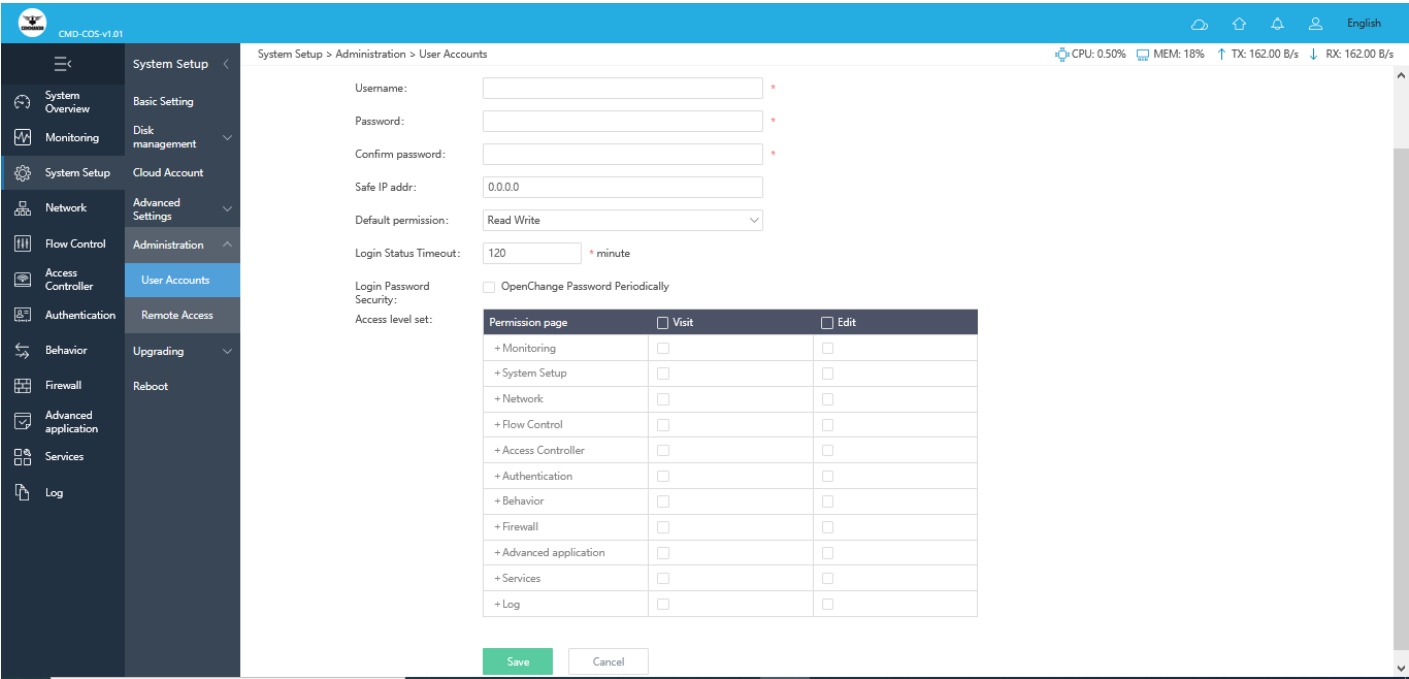 CMD-COS-v1.01
English
System Setup > Administration > User Accounts
CPU: 0.50% MEM: 18% TX: 162.00 B/s RX: 162.00 B/s
System Overview
Monitoring
System Setup
Network
Flow Control
Access Controller
Authentication
Behavior
Firewall
Advanced application
Services
Log
System Setup
Basic Setting
Disk management
Cloud Account
Advanced Settings
Administration
User Accounts
Remote Access
Upgrading
Reboot
Username:
*
Password:
*
Confirm password:
*
Safe IP addr: 0.0.0.0
Default permission: Read Write
Login Status Timeout: 120 * minute
Login Password Security: OpenChange Password Periodically
Access level set:
Permission page Visit Edit
+ Monitoring
+ System Setup
+ Network
+ Flow Control
+ Access Controller
+ Authentication
+ Behavior
+ Firewall
+ Advanced application
+ Services
+ Log
Save Cancel